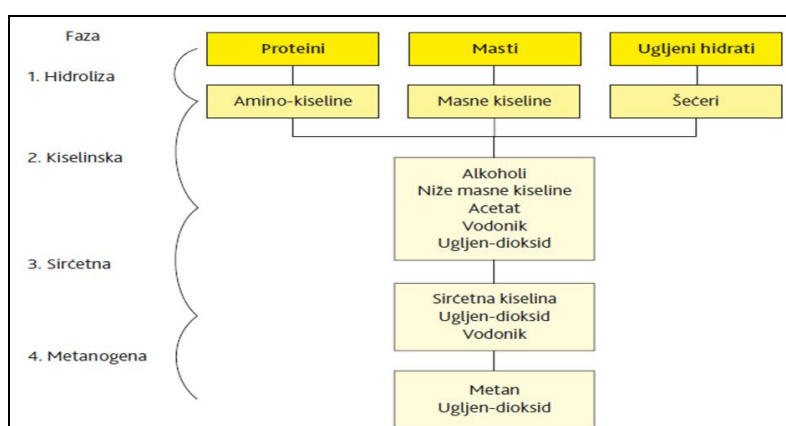 Faza
Proteini
Masti
Ugljeni hidrati
1. Hidroliza
Amino-kiseline
Masne kiseline
Šećeri
2. Kiselinska
Alkoholi
Niže masne kiseline
Acetat
Vodonik
Ugljen-dioksid
3. Sirćetna
Sirćetna kiselina
Ugljen-dioksid
Vodonik
4. Metanogena
Metan
Ugljen-dioksid